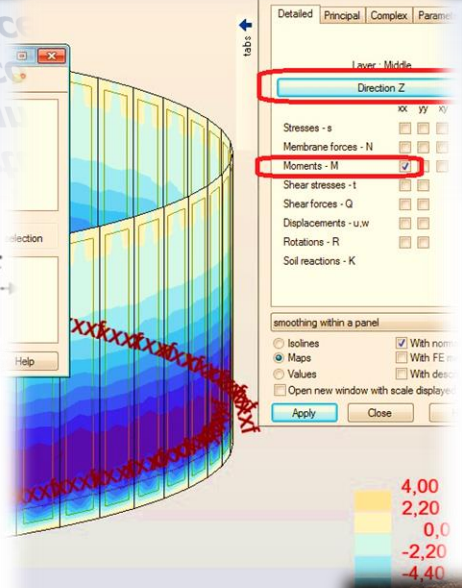 tabs
Detailed Principal Complex
Layer : Middle
Direction Z
xx yy xy
Stresses - s
Membrane forces - N
Moments - M
Shear stresses - t
Shear forces - Q
Displacements - u,w
Rotations - R
Soil reactions - K
selection
Help
smoothing within a panel
Isolines
Maps With FE
Values
Open new window with scale displayed
Apply Close
4,00
2,20
0,0
-2,20
-4,40